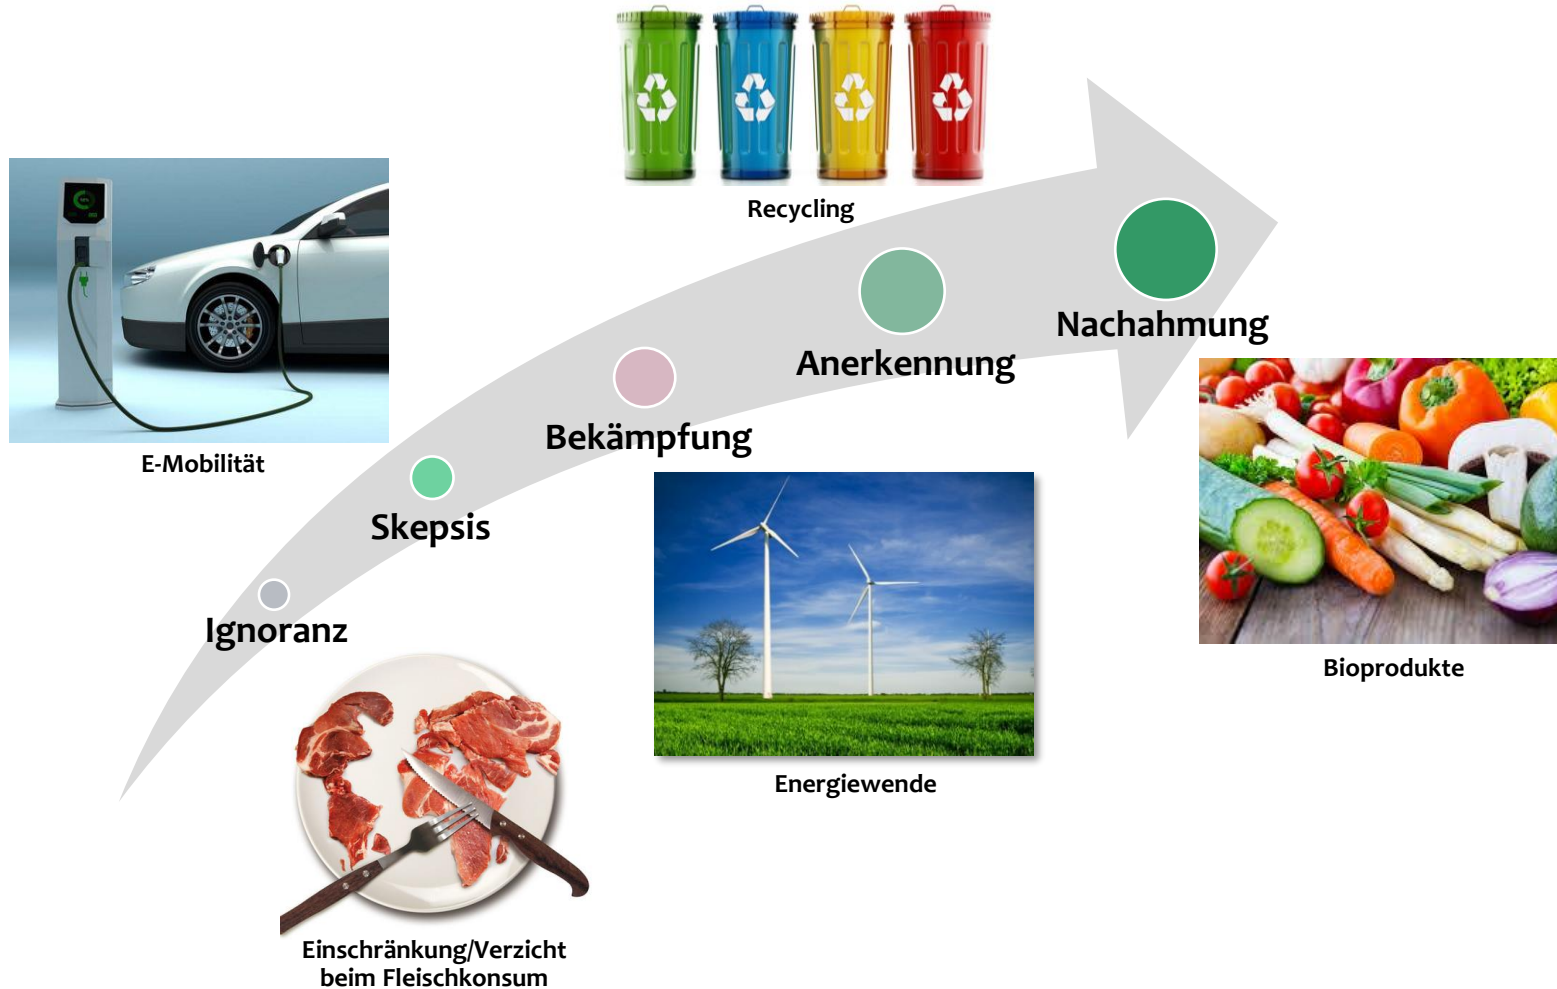 Recycling
Nachahmung
Anerkennung
Bekämpfung
E-Mobilität
Skepsis
Ignoranz
Bioprodukte
Energiewende
Einschränkung/Verzicht
beim Fleischkonsum